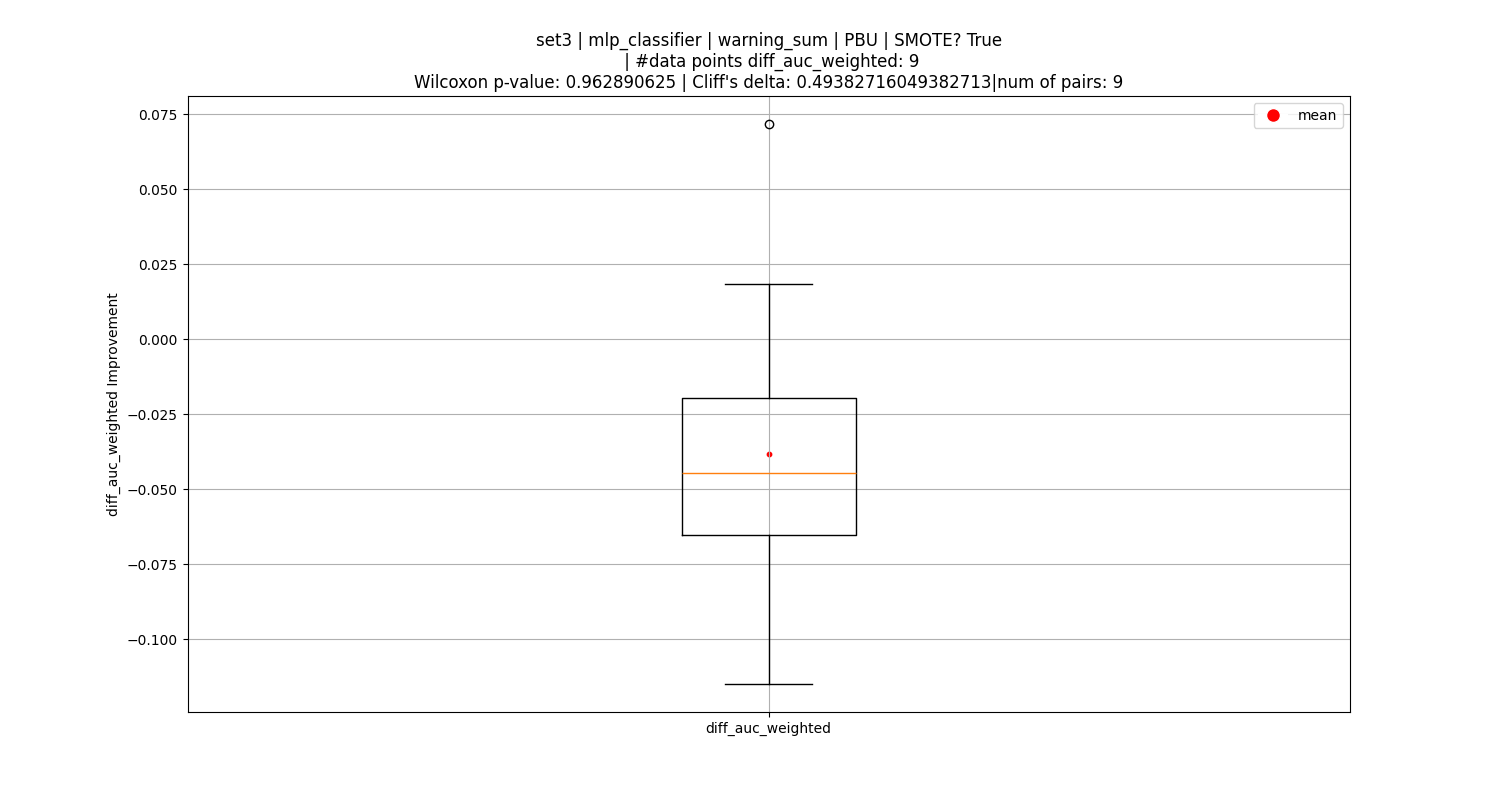 set3 | mlp_classifier | warning_sum | PBU | SMOTE? True
| #data points diff_auc_weighted: 9
Wilcoxon p-value: 0.962890625 | Cliff's delta: 0.49382716049382713|num of pairs: 9
mean
0.075
0.050
0.025
0.000
−0.025
−0.050
−0.075
−0.100
diff_auc_weighted Improvement
diff_auc_weighted